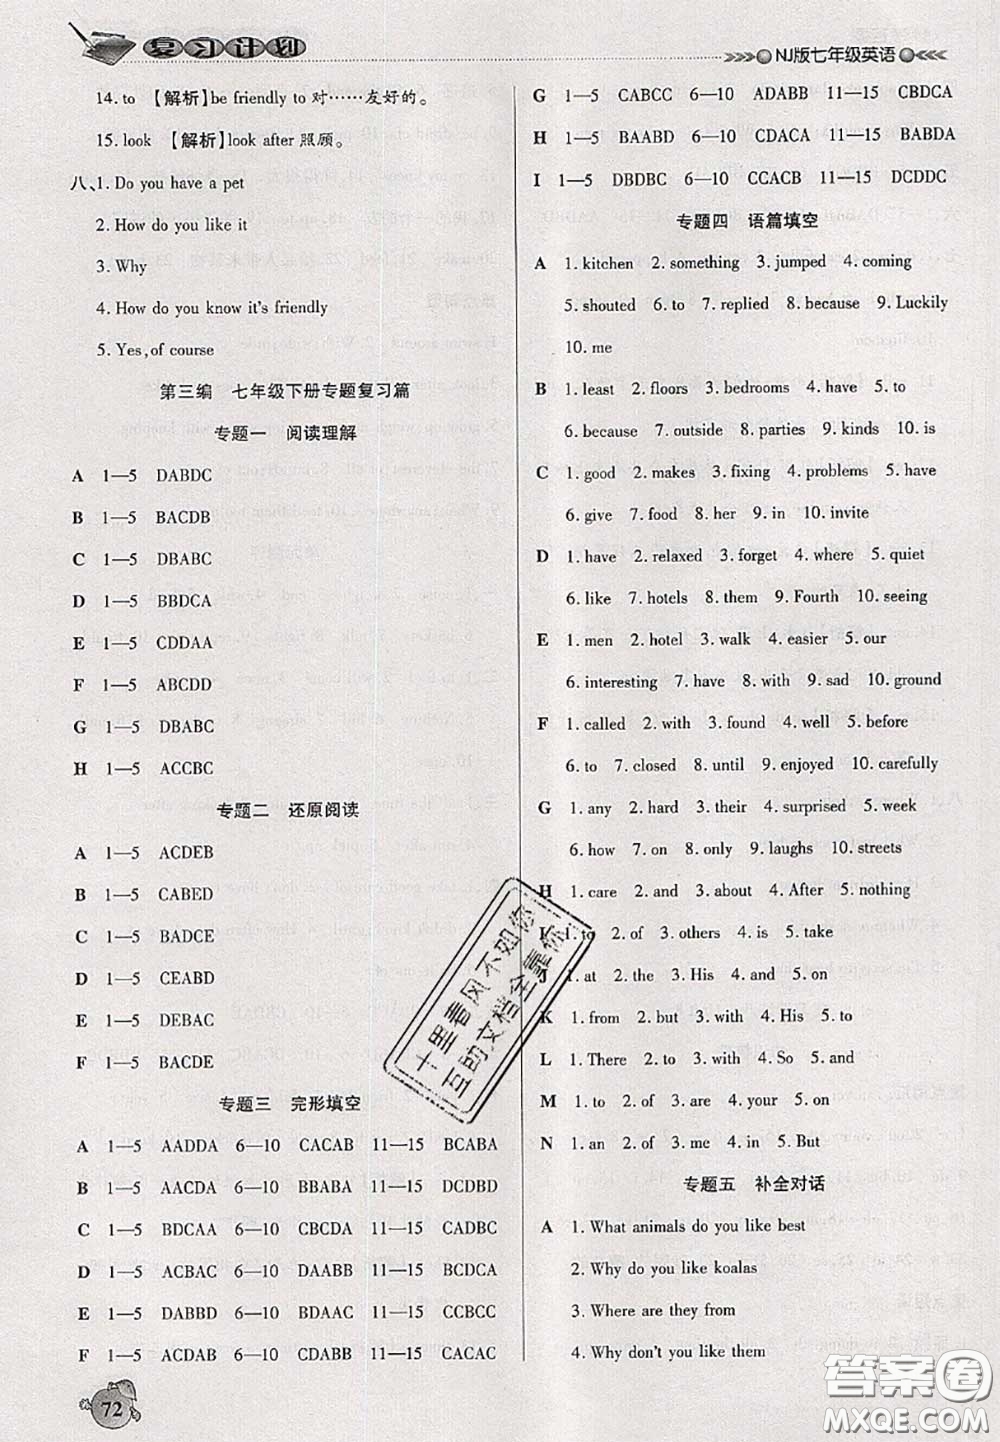 复习计划
NJ版七年级英语
14. to 【解析】be friendly to 对……友好的。
15. look 【解析】look after 照顾。
八、1. Do you have a pet
2. How do you like it
3. Why
4. How do you know it's friendly
5. Yes, of course
第三编 七年级下册专题复习篇
专题一 阅读理解
A 1—5 DABDC
B 1—5 BACDB
C 1—5 DBABC
D 1—5 BBDCA
E 1—5 CDDAA
F 1—5 ABCDD
G 1—5 DBABC
H 1—5 ACCBC
专题二 还原阅读
A 1—5 ACDEB
B 1—5 CABED
C 1—5 BADCE
D 1—5 CEABD
E 1—5 DEBAC
F 1—5 BACDE
专题三 完形填空
A 1—5 AADDA 6—10 CACAB 11—15 BCABA
B 1—5 AACDA 6—10 BBABA 11—15 DCDBD
C 1—5 BDCAA 6—10 CBCDA 11—15 CADBC
D 1—5 ACBAC 6—10 DAABB 11—15 BCDCA
E 1—5 DABBD 6—10 BDAAC 11—15 CCBCC
F 1—5 ACDAB 6—10 CDABB 11—15 CACAC
72
G 1—5 CABCC 6—10 ADABB 11—15 CBDCA
H 1—5 BAABD 6—10 CDACA 11—15 BABDA
I 1—5 DBDBC 6—10 CCACB 11—15 DCDDC
专题四 语篇填空
A 1. kitchen 2. something 3. jumped 4. coming
5. shouted 6. to 7. replied 8. because 9. Luckily
10. me
B 1. least 2. floors 3. bedrooms 4. have 5. to
6. because 7. outside 8. parties 9. kinds 10. is
C 1. good 2. makes 3. fixing 4. problems 5. have
6. give 7. food 8. her 9. in 10. invite
D 1. have 2. relaxed 3. forget 4. where 5. quiet
6. like 7. hotels 8. them 9. Fourth 10. seeing
E 1. men 2. hotel 3. walk 4. easier 5. our
6. interesting 7. have 8. with 9. sad 10. ground
F 1. called 2. with 3. found 4. well 5. before
6. to 7. closed 8. until 9. enjoyed 10. carefully
G 1. any 2. hard 3. their 4. surprised 5. week
6. how 7. on 8. only 9. laughs 10. streets
H 1. care 2. and 3. about 4. After 5. nothing
I 1. to 2. of 3. others 4. is 5. take
1. at 2. the 3. His 4. and 5. on
K 1. from 2. but 3. with 4. and 5. to
L 1. There 2. to 3. so 4. and 5. His
M 1. in 2. of 3. and 4. with 5. to
N 1. an 2. of 3. me 4. in 5. But
专题五 补全对话
A 1. What animals do you like best
2. Why do you like koalas
3. Where are they from
4. Why don't you like them
十里春风不如你
互助文档全靠你
答案圈
MXQE.COM